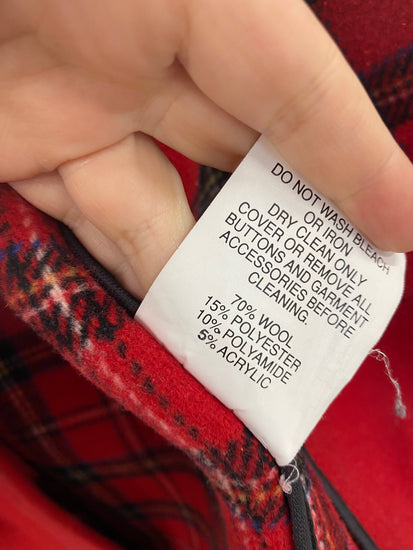 DO NOT WASH BLEACH
OR IRON
DRY CLEAN ONLY
COVER OR REMOVE ALL
BUTTONS AND GARMENT
ACCESSORIES BEFORE
CLEANING.
70% WOOL
15% POLYESTER
10% POLYAMIDE
5% ACRYLIC